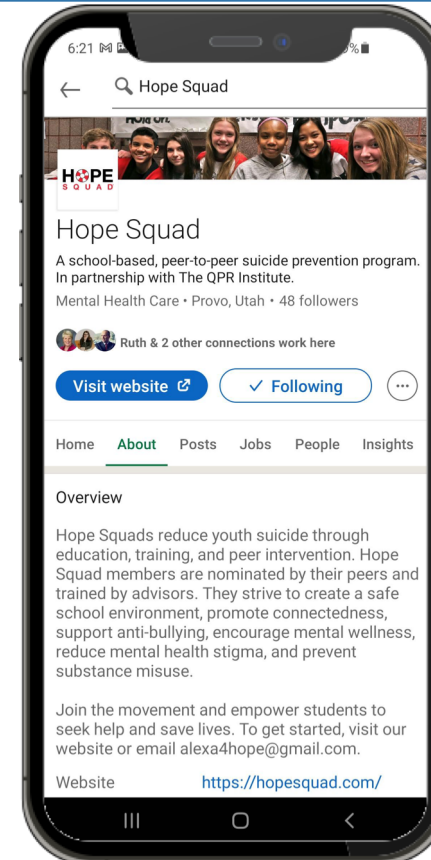 6:21
Hope Squad
HOPE
SQUAD
Hope Squad
A school-based, peer-to-peer suicide prevention program.
In partnership with The QPR Institute.
Mental Health Care • Provo, Utah • 48 followers
Ruth & 2 other connections work here
Visit website
Following
Home About Posts Jobs People Insights
Overview
Hope Squads reduce youth suicide through
education, training, and peer intervention. Hope
Squad members are nominated by their peers and
trained by advisors. They strive to create a safe
school environment, promote connectedness,
support anti-bullying, encourage mental wellness,
reduce mental health stigma, and prevent
substance misuse.
Join the movement and empower students to
seek help and save lives. To get started, visit our
website or email alexa4hope@gmail.com.
Website https://hopesquad.com/